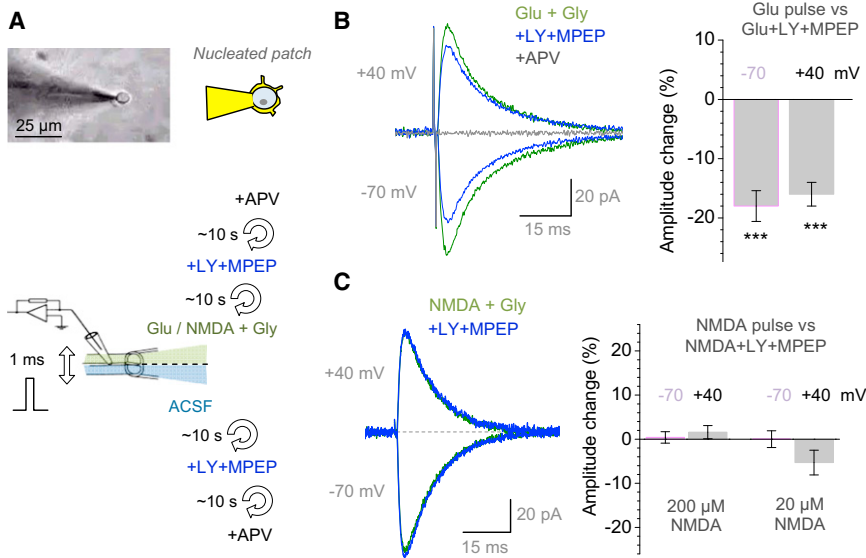 A
Nucleated patch
25 µm
+APV
~10 s
+LY+MPEP
~10 s
Glu / NMDA + Gly
1 ms
ACSF
~10 s
+LY+MPEP
~10 s
+APV
B
Glu + Gly
+LY+MPEP
+APV
+40 mV
-70 mV
20 pA
15 ms
Glu pulse vs
Glu+LY+MPEP
Amplitude change (%)
10
0
-10
-20
-70 +40 mV
*** ***
C
NMDA + Gly
+LY+MPEP
+40 mV
-70 mV
20 pA
15 ms
NMDA pulse vs
NMDA+LY+MPEP
Amplitude change (%)
20
10
0
-10
-20
-70 +40 -70 +40 mV
200 µM 20 µM
NMDA NMDA